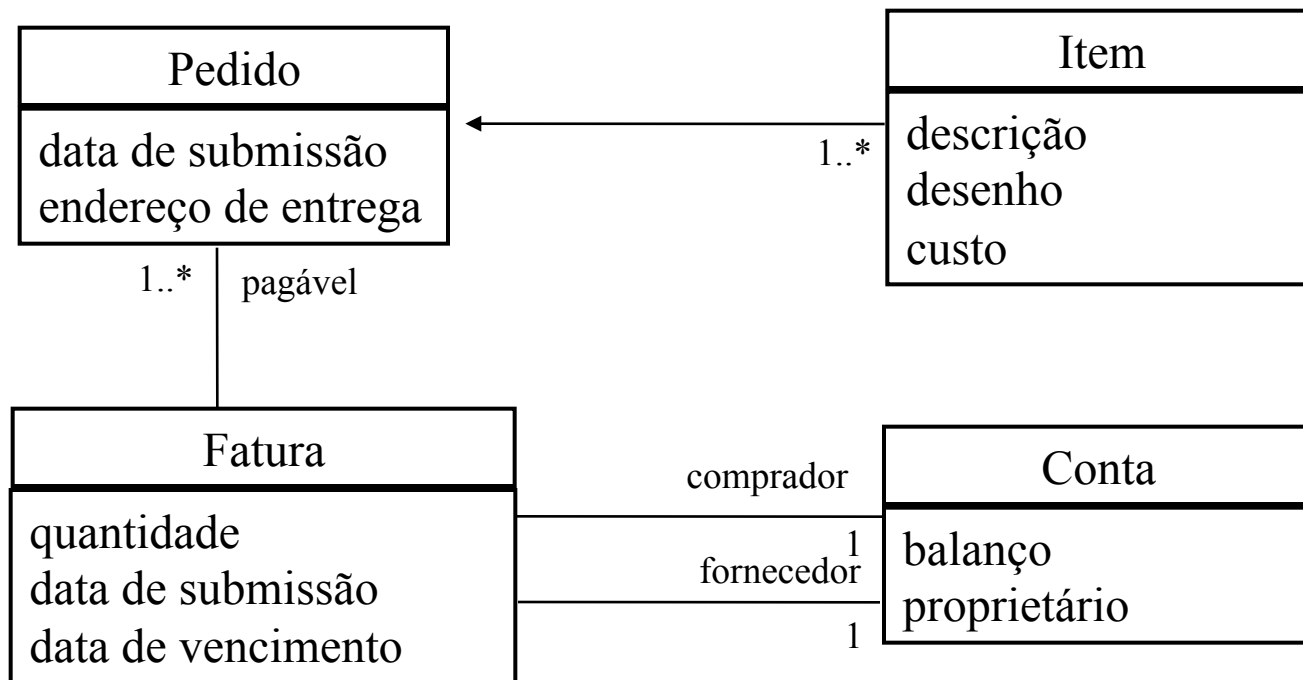 Pedido
data de submissão
endereço de entrega
1..*
pagável
Item
descrição
desenho
custo
1..*
Fatura
quantidade
data de submissão
data de vencimento
comprador
1
fornecedor
1
Conta
balanço
proprietário